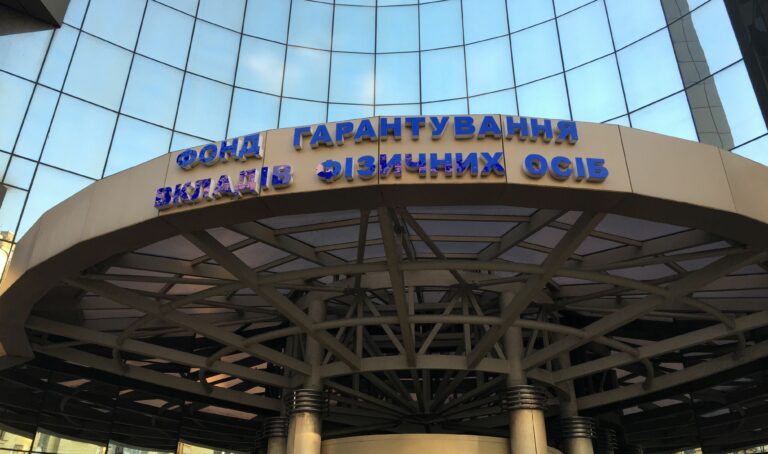 ФОНД ГАРАНТУВАННЯ
ВКЛАДІВ ФІЗИЧНИХ ОСІБ